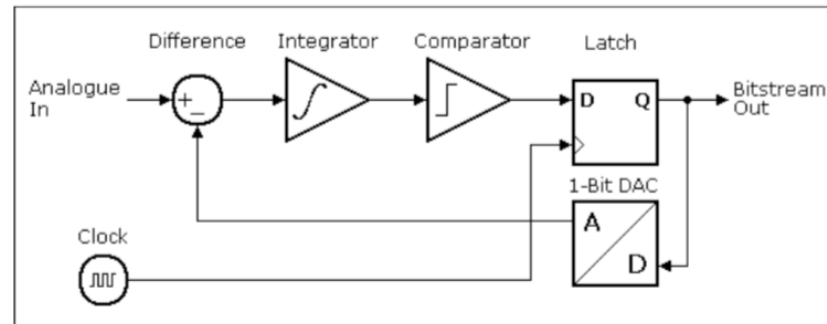 Difference Integrator Comparator Latch
Analogue
In
+
−
D Q
Bitstream
Out
1-Bit DAC
A
D
Clock